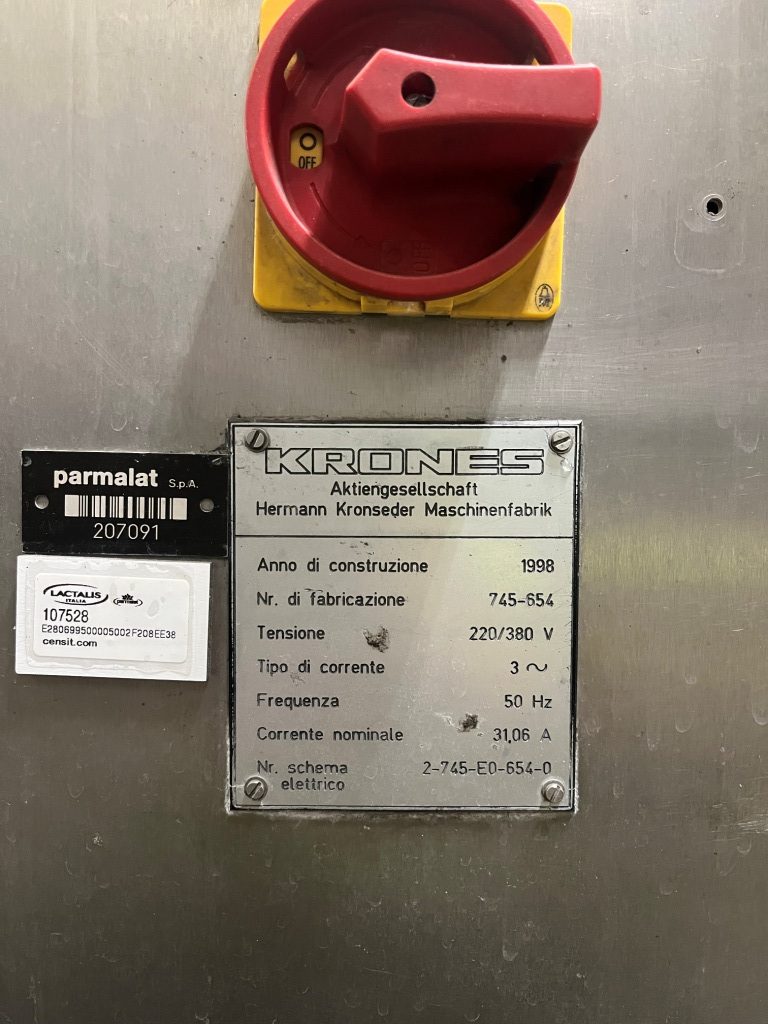 O
OFF
KRONES
Aktiengesellschaft
Hermann Kronseder Maschinenfabrik
Anno di construzione 1998
Nr. di fabricazione 745-654
Tensione 220/380 V
Tipo di corrente 3 ~
Frequenza 50 Hz
Corrente nominale 31,06 A
Nr. schema 2-745-E0-654-0
elettrico
parmalat S.p.A.
207091
LACTALIS
ITALIA
107528
E280699500005002F208EE38
censit.com